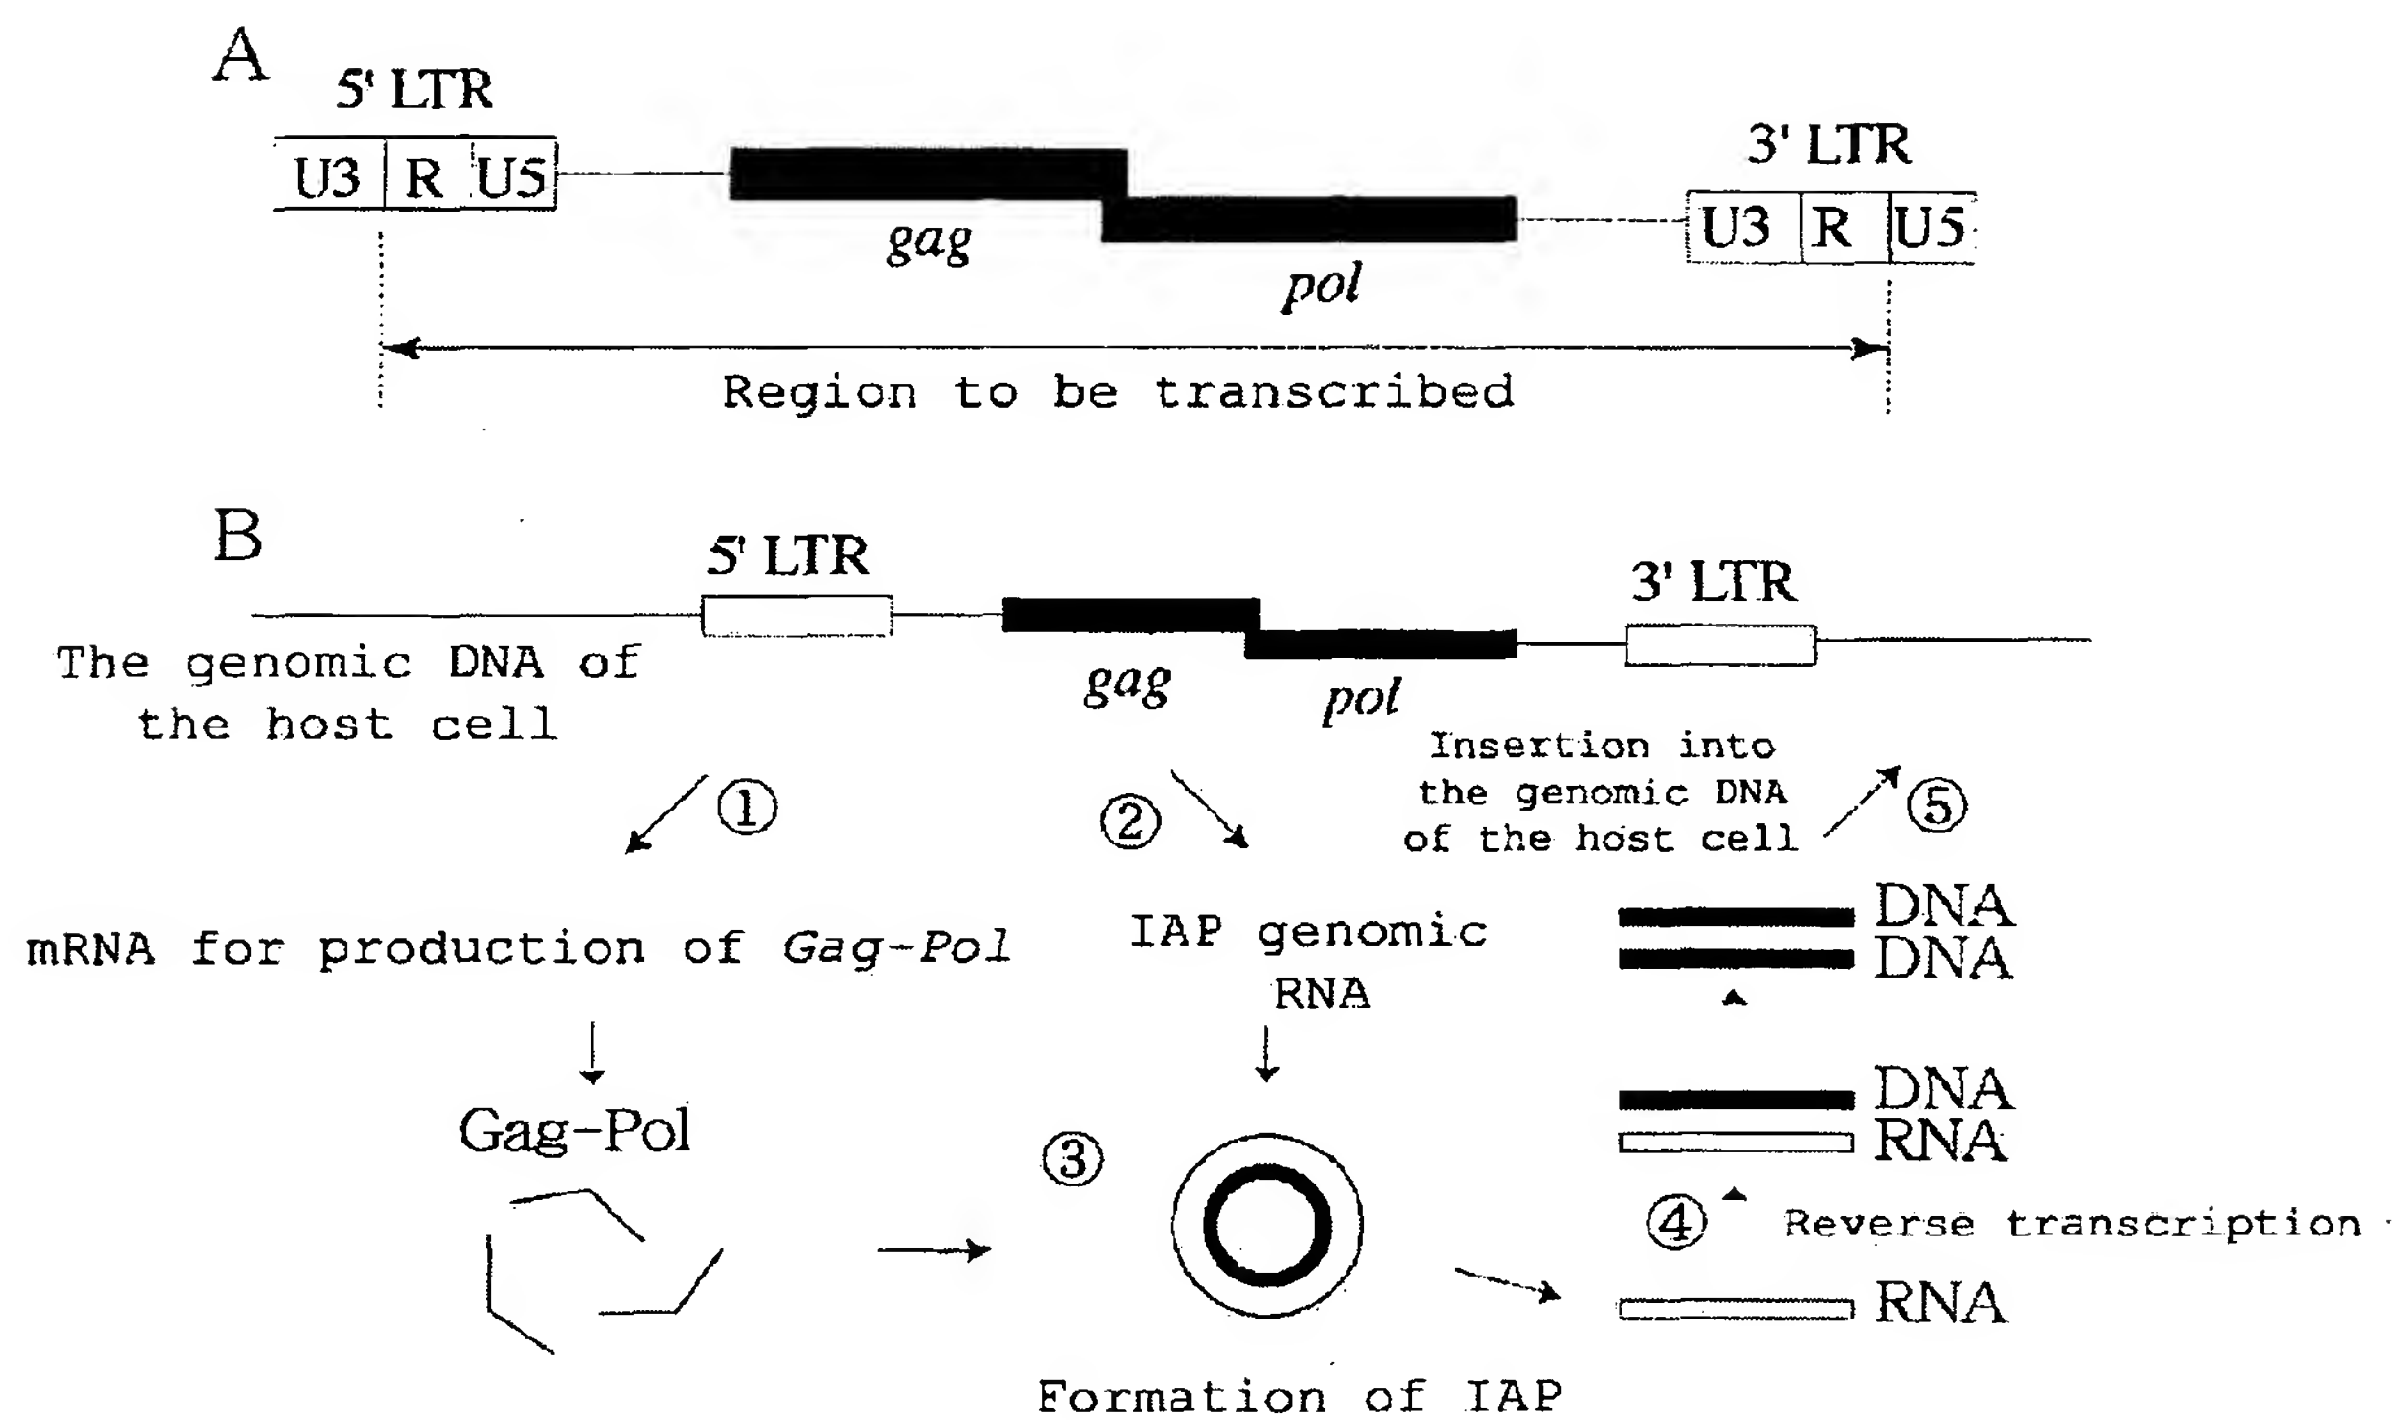 A
5' LTR
3' LTR
U3 R U5
U3 R U5
gag
pol
Region to be transcribed
B
5' LTR
3' LTR
The genomic DNA of
the host cell
gag
pol
Insertion into
the genomic DNA
of the host cell
①
②
⑤
mRNA for production of Gag-Pol
IAP genomic
RNA
DNA
DNA
Gag-Pol
③
DNA
RNA
④ Reverse transcription
RNA
Formation of IAP